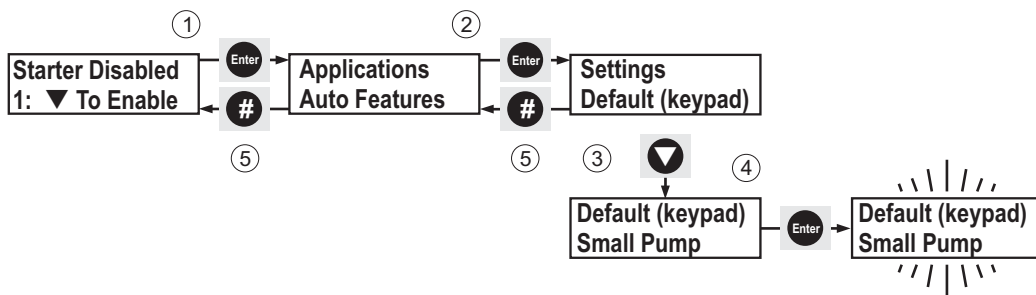 ①
②
Enter
Enter
Starter Disabled
1: ▼ To Enable
Applications
Auto Features
Settings
Default (keypad)
#
#
⑤
⑤
③
④
Default (keypad)
Small Pump
Enter
Default (keypad)
Small Pump